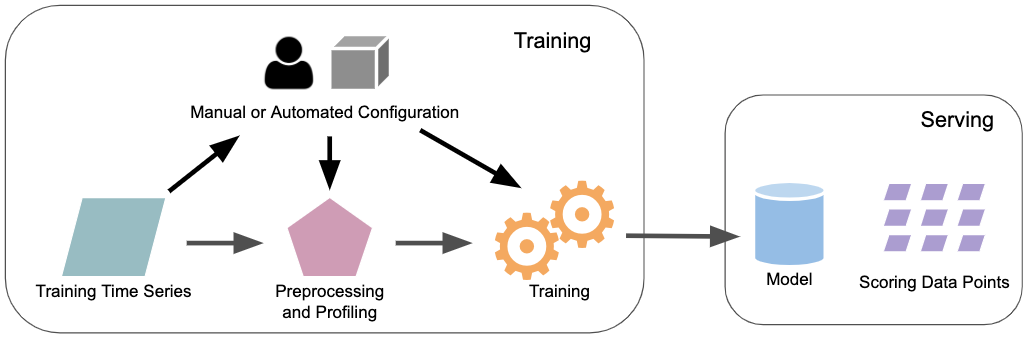 Training
Manual or Automated Configuration
Serving
Training Time Series
Preprocessing
and Profiling
Training
Model
Scoring Data Points